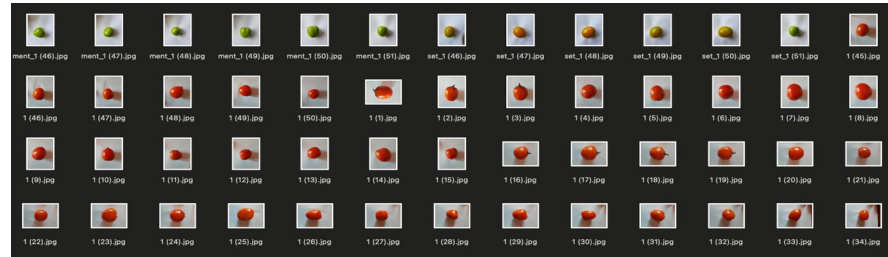 ment_1 (46).jpg ment_1 (47).jpg ment_1 (48).jpg ment_1 (49).jpg ment_1 (50).jpg ment_1 (51).jpg set_1 (46).jpg set_1 (47).jpg set_1 (48).jpg set_1 (49).jpg set_1 (50).jpg set_1 (51).jpg 1 (45).jpg
1 (46).jpg 1 (47).jpg 1 (48).jpg 1 (49).jpg 1 (50).jpg 1 (1).jpg 1 (2).jpg 1 (3).jpg 1 (4).jpg 1 (5).jpg 1 (6).jpg 1 (7).jpg 1 (8).jpg
1 (9).jpg 1 (10).jpg 1 (11).jpg 1 (12).jpg 1 (13).jpg 1 (14).jpg 1 (15).jpg 1 (16).jpg 1 (17).jpg 1 (18).jpg 1 (19).jpg 1 (20).jpg 1 (21).jpg
1 (22).jpg 1 (23).jpg 1 (24).jpg 1 (25).jpg 1 (26).jpg 1 (27).jpg 1 (28).jpg 1 (29).jpg 1 (30).jpg 1 (31).jpg 1 (32).jpg 1 (33).jpg 1 (34).jpg